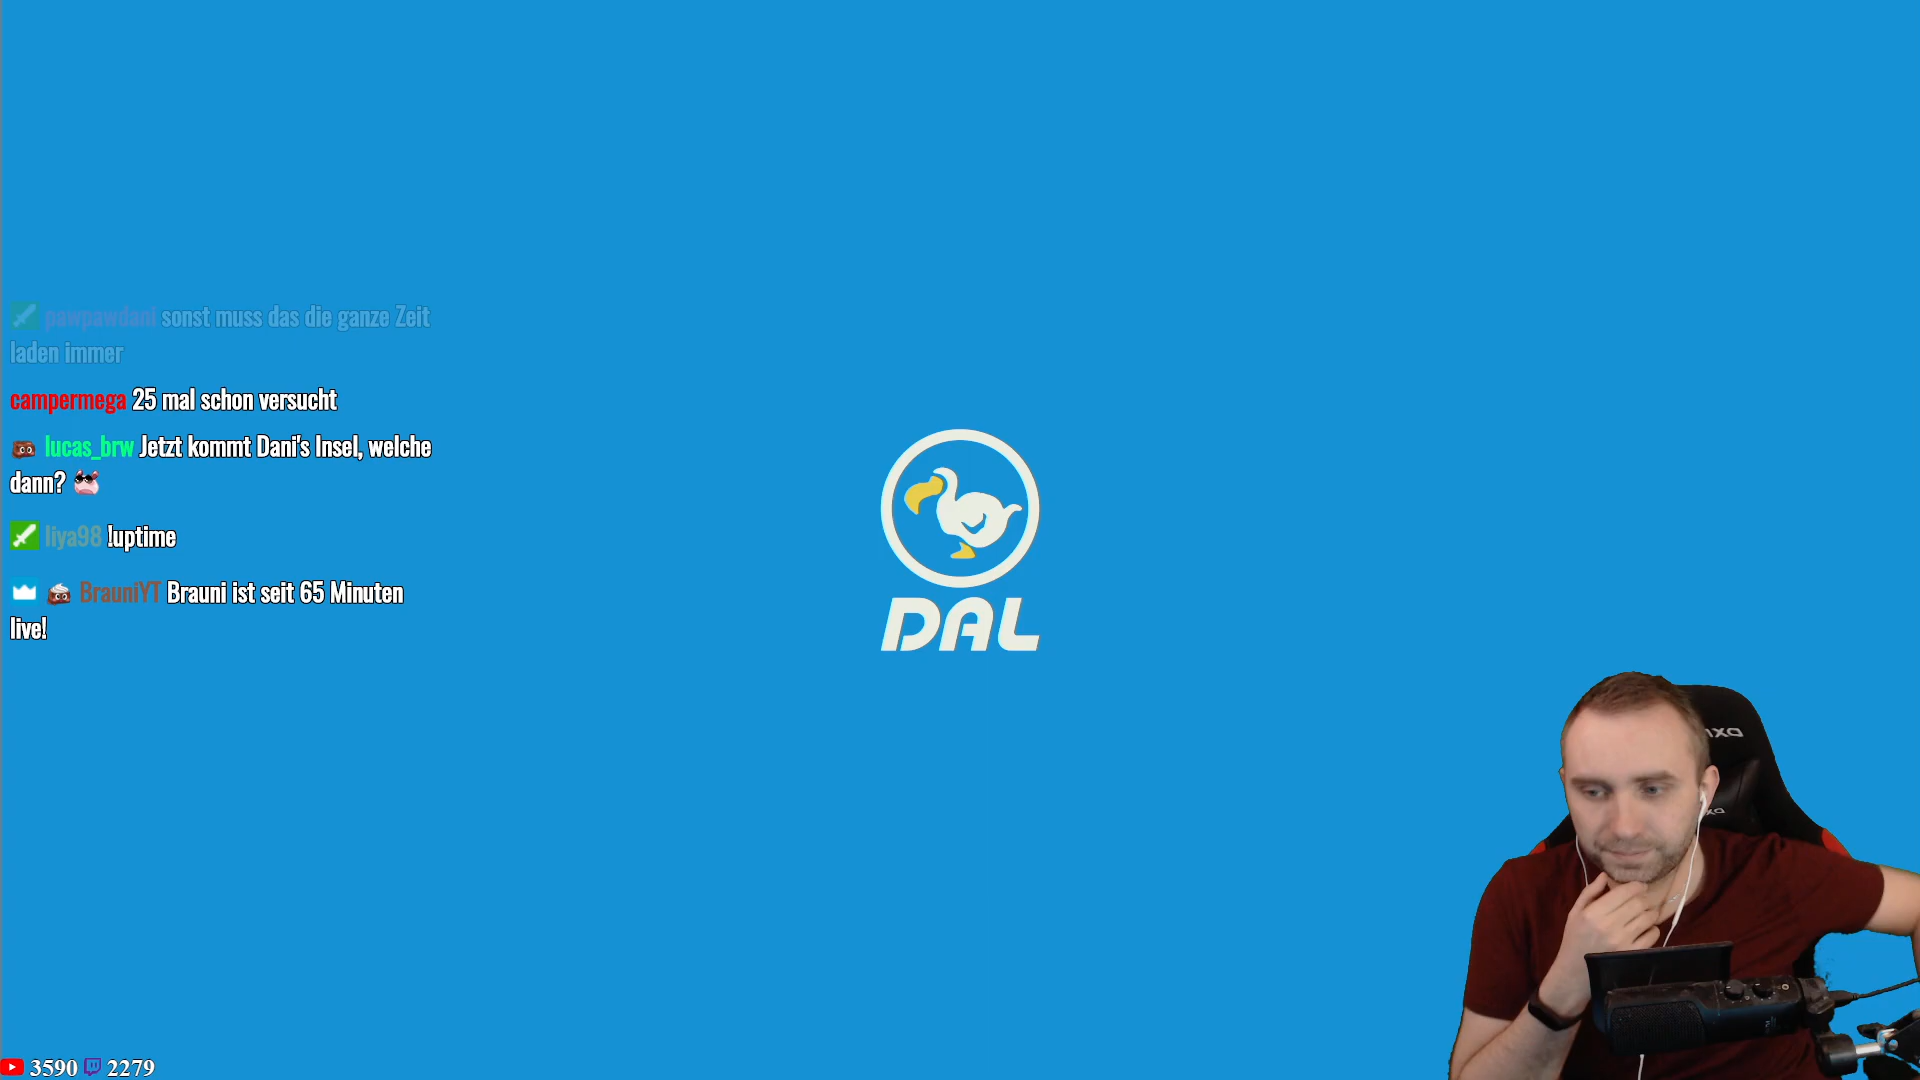 pawpawdani sonst muss das die ganze Zeit
laden immer
campermega 25 mal schon versucht
lucas_brw Jetzt kommt Dani's Insel, welche
dann?
liya98 !uptime
BrauniYT Brauni ist seit 65 Minuten
live!
DAL
3590 2279